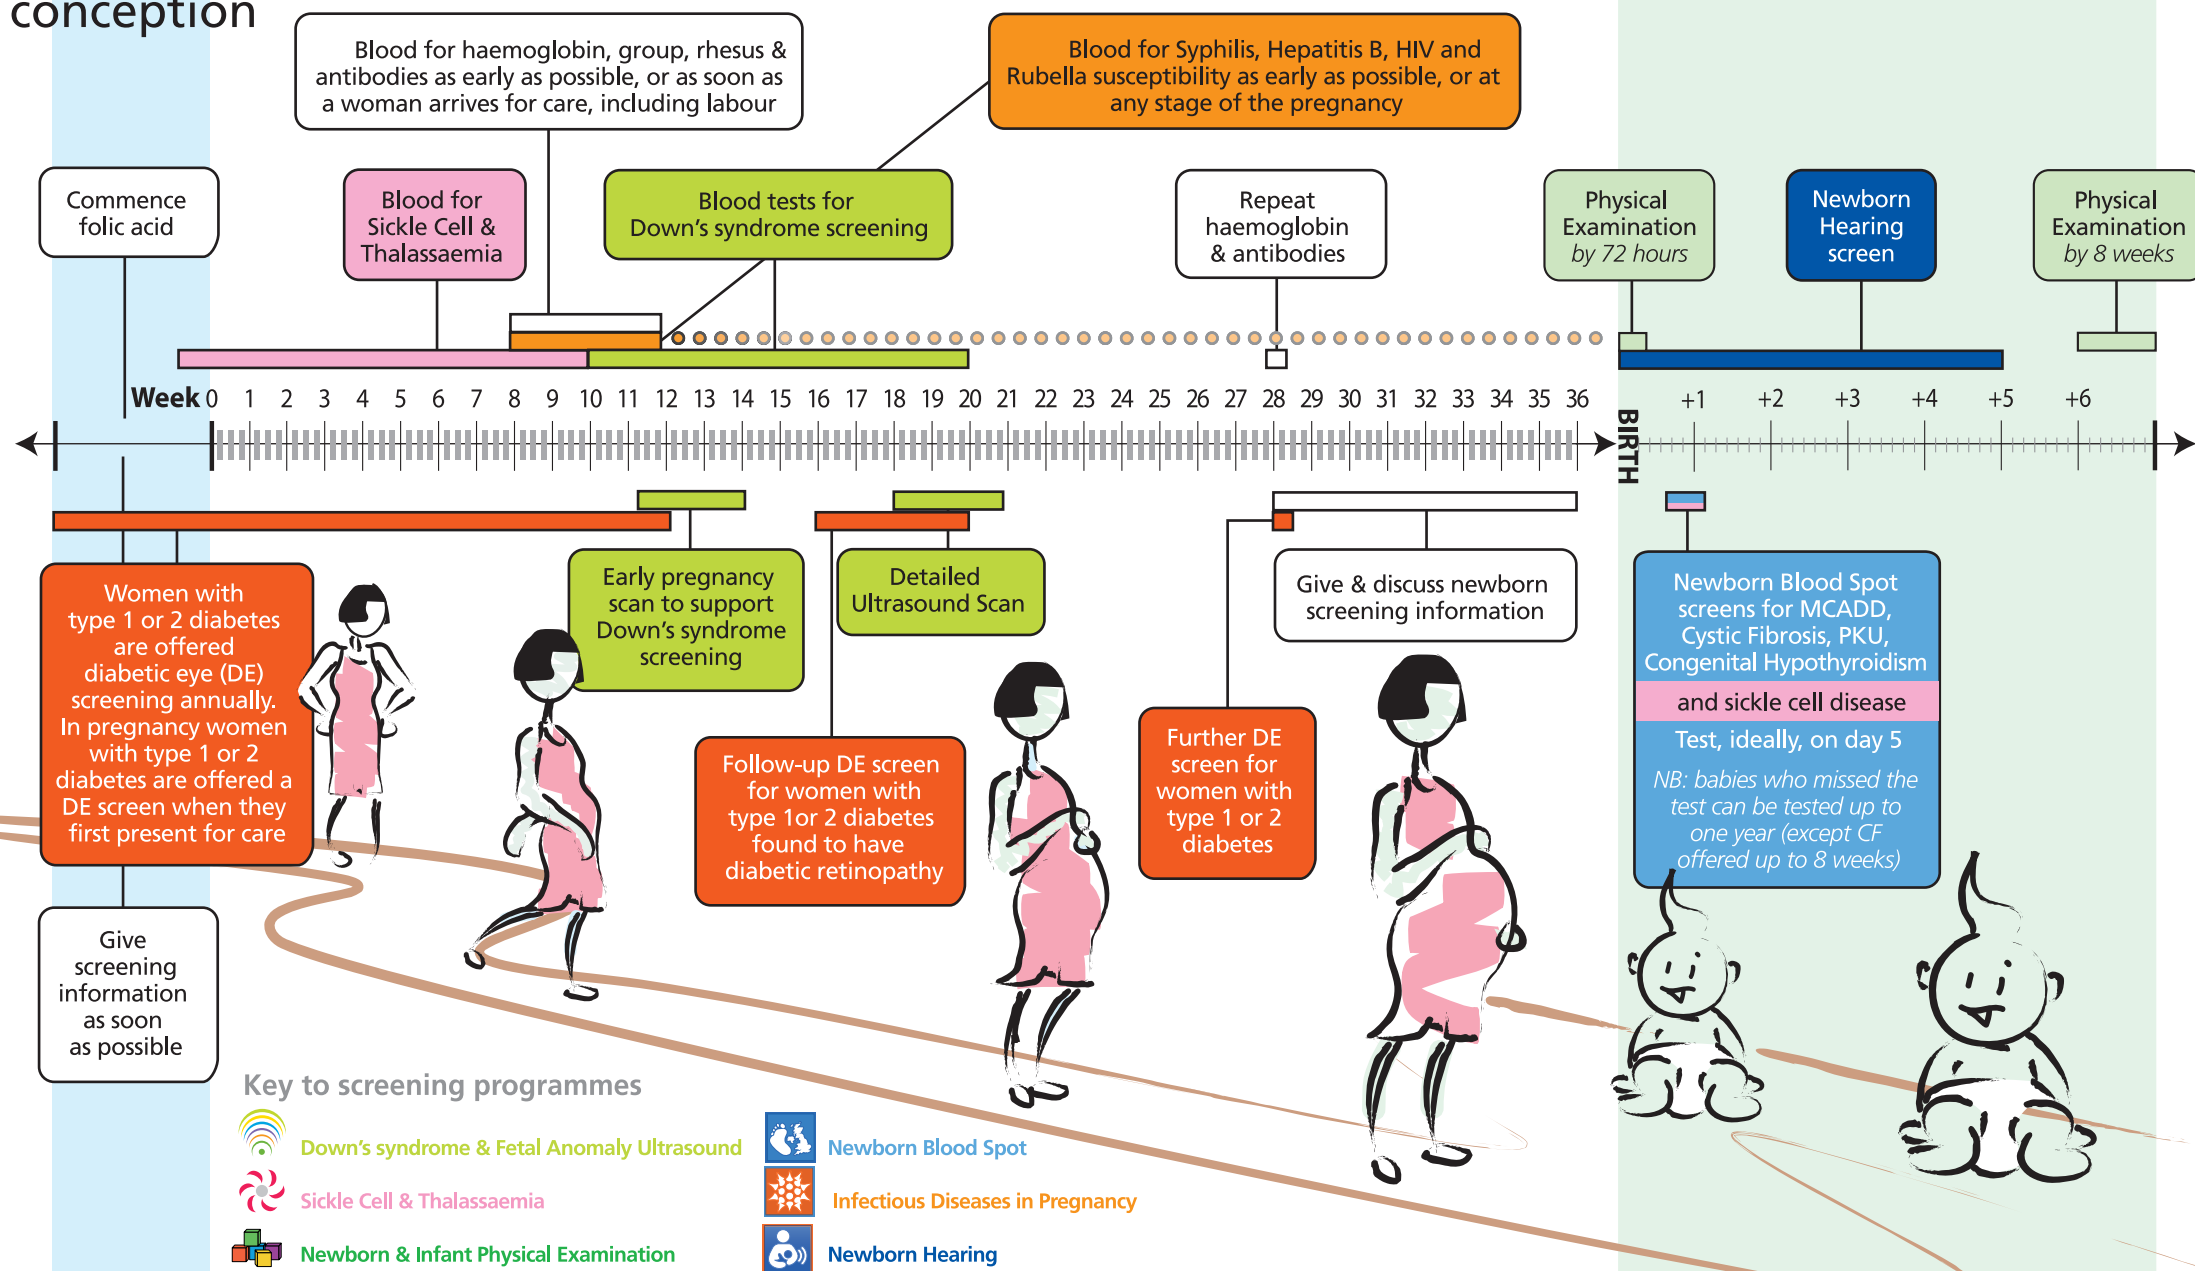 conception
Blood for haemoglobin, group, rhesus &
antibodies as early as possible, or as soon as
a woman arrives for care, including labour
Blood for Syphilis, Hepatitis B, HIV and
Rubella susceptibility as early as possible, or at
any stage of the pregnancy
Commence
folic acid
Blood for
Sickle Cell &
Thalassaemia
Blood tests for
Down's syndrome screening
Repeat
haemoglobin
& antibodies
Physical
Examination
by 72 hours
Newborn
Hearing
screen
Physical
Examination
by 8 weeks
Week 0 1 2 3 4 5 6 7 8 9 10 11 12 13 14 15 16 17 18 19 20 21 22 23 24 25 26 27 28 29 30 31 32 33 34 35 36
BIRTH
+1 +2 +3 +4 +5 +6
Women with
type 1 or 2 diabetes
are offered
diabetic eye (DE)
screening annually.
In pregnancy women
with type 1 or 2
diabetes are offered a
DE screen when they
first present for care
Early pregnancy
scan to support
Down's syndrome
screening
Detailed
Ultrasound Scan
Give & discuss newborn
screening information
Newborn Blood Spot
screens for MCADD,
Cystic Fibrosis, PKU,
Congenital Hypothyroidism
and sickle cell disease
Test, ideally, on day 5
NB: babies who missed the
test can be tested up to
one year (except CF
offered up to 8 weeks)
Follow-up DE screen
for women with
type 1or 2 diabetes
found to have
diabetic retinopathy
Further DE
screen for
women with
type 1 or 2
diabetes
Give
screening
information
as soon
as possible
Key to screening programmes
Down's syndrome & Fetal Anomaly Ultrasound
Sickle Cell & Thalassaemia
Newborn & Infant Physical Examination
Newborn Blood Spot
Infectious Diseases in Pregnancy
Newborn Hearing